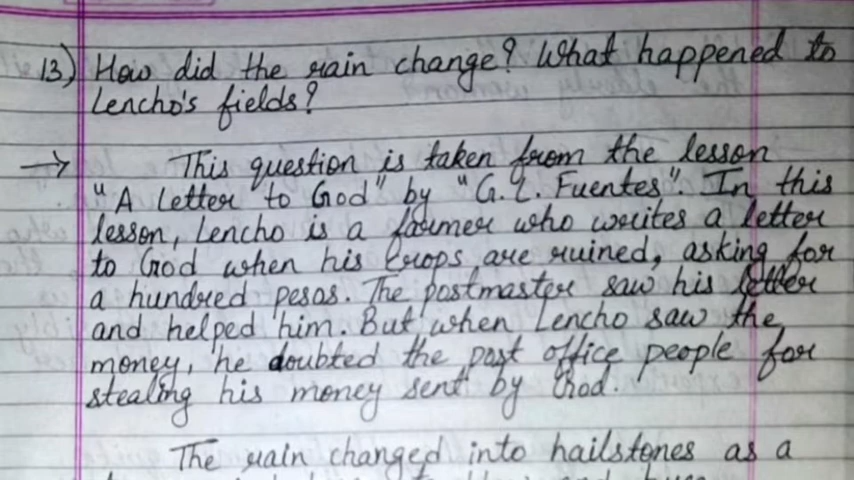 13) How did the rain change? What happened to
Lencho's fields?
→ This question is taken from the lesson
"A Letter to God" by "G.L. Fuentes". In this
lesson, Lencho is a farmer who writes a letter
to God when his crops are ruined, asking for
a hundred pesos. The postmaster saw his letter
and helped him. But when Lencho saw the
money, he doubted the post office people for
stealing his money sent by God.
The rain changed into hailstones as a